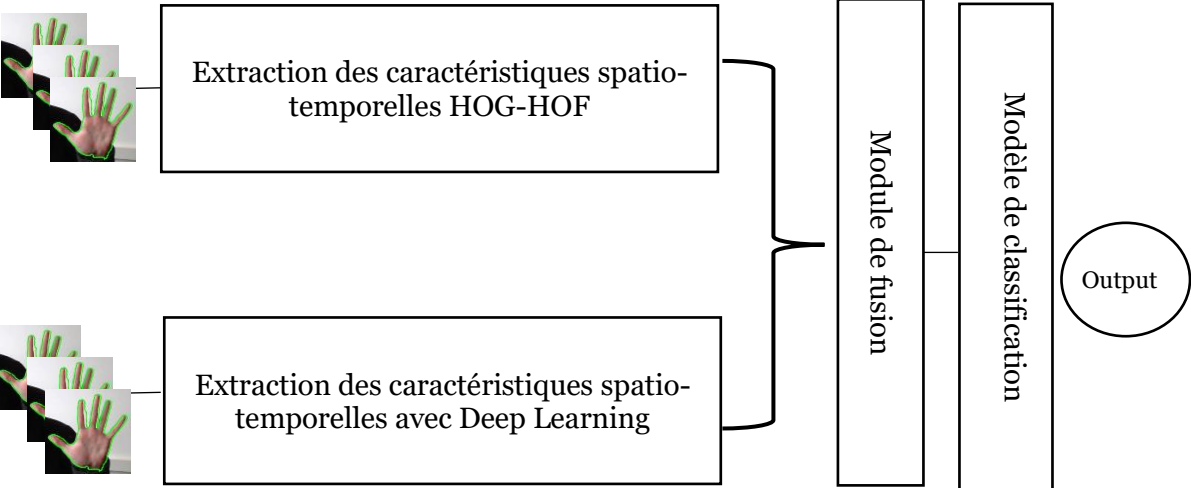 Extraction des caractéristiques spatio-
temporelles HOG-HOF
Extraction des caractéristiques spatio-
temporelles avec Deep Learning
Module de fusion
Modèle de classification
Output